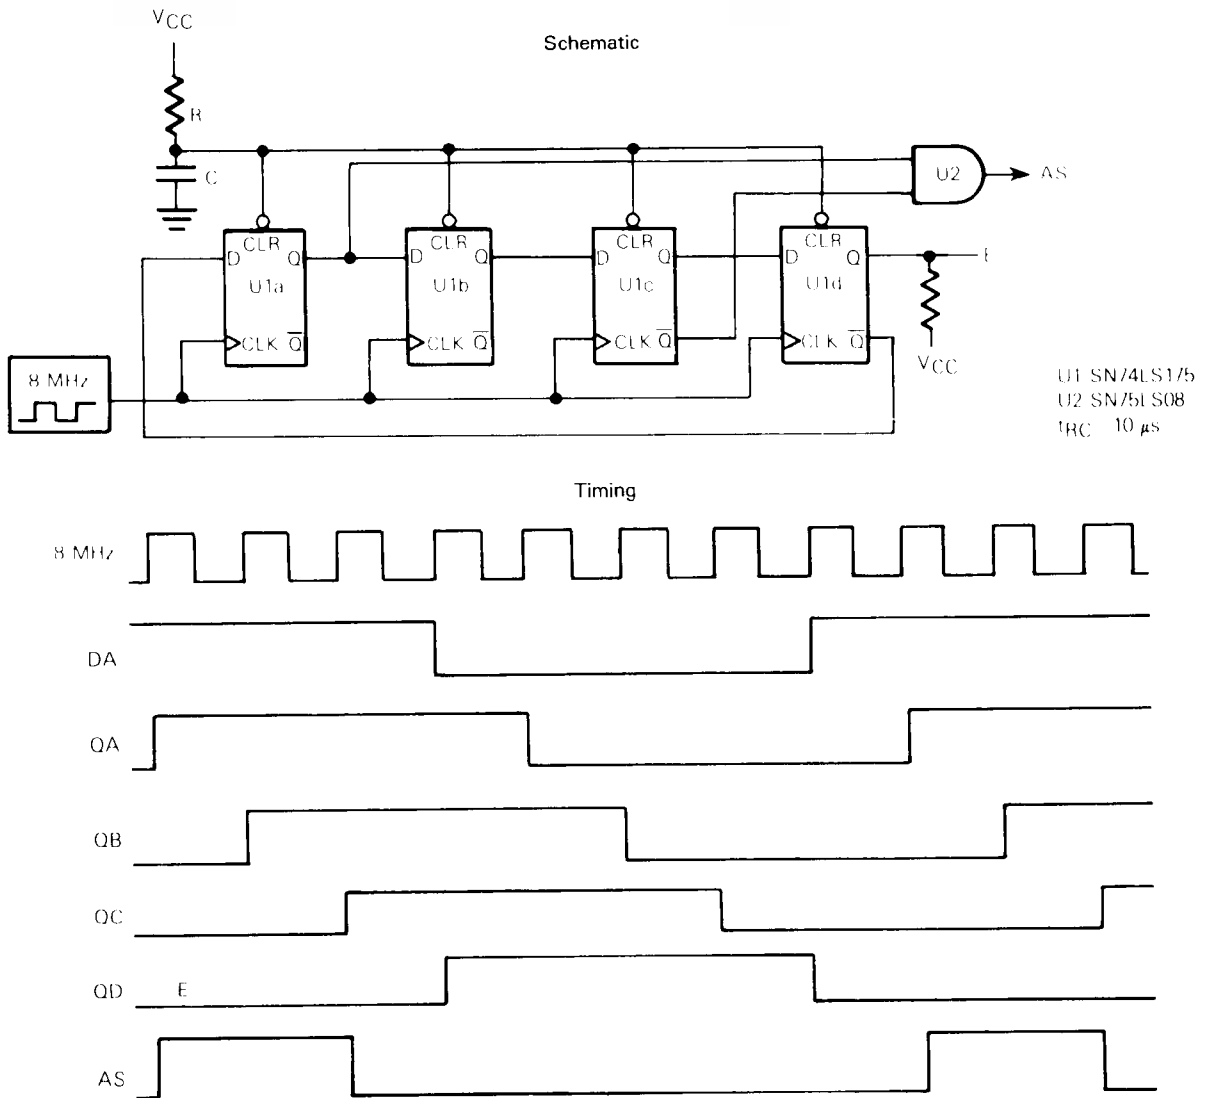 VCC
Schematic
R
C
U2
AS
CLR
D Q
U1a
CLK Q̅
CLR
D Q
U1b
CLK Q̅
CLR
D Q
U1c
CLK Q̅
CLR
D Q
U1d
CLK Q̅
VCC
8 MHz
U1 SN74LS175
U2 SN75LS08
tRC 10 μs
Timing
8 MHz
DA
QA
QB
QC
QD E
AS